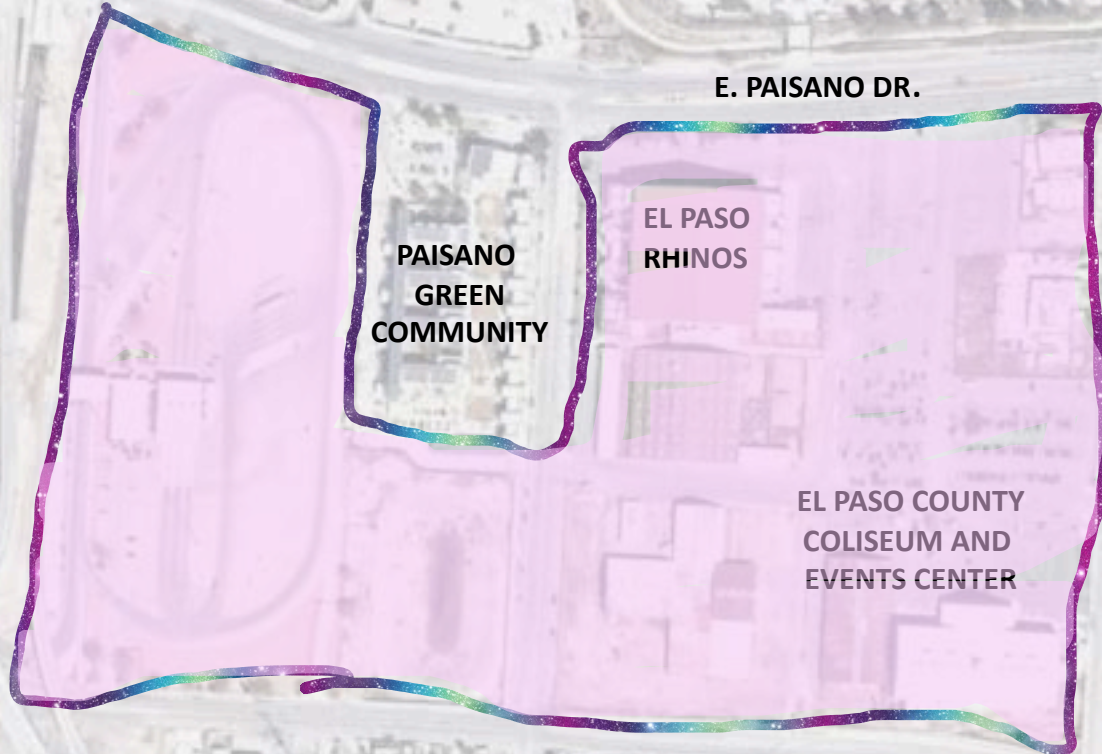 E. PAISANO DR.
EL PASO
RHINOS
PAISANO
GREEN
COMMUNITY
EL PASO COUNTY
COLISEUM AND
EVENTS CENTER